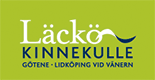 Läckö
KINNEKULLE
GÖTENE · LIDKÖPING VID VÄNERN